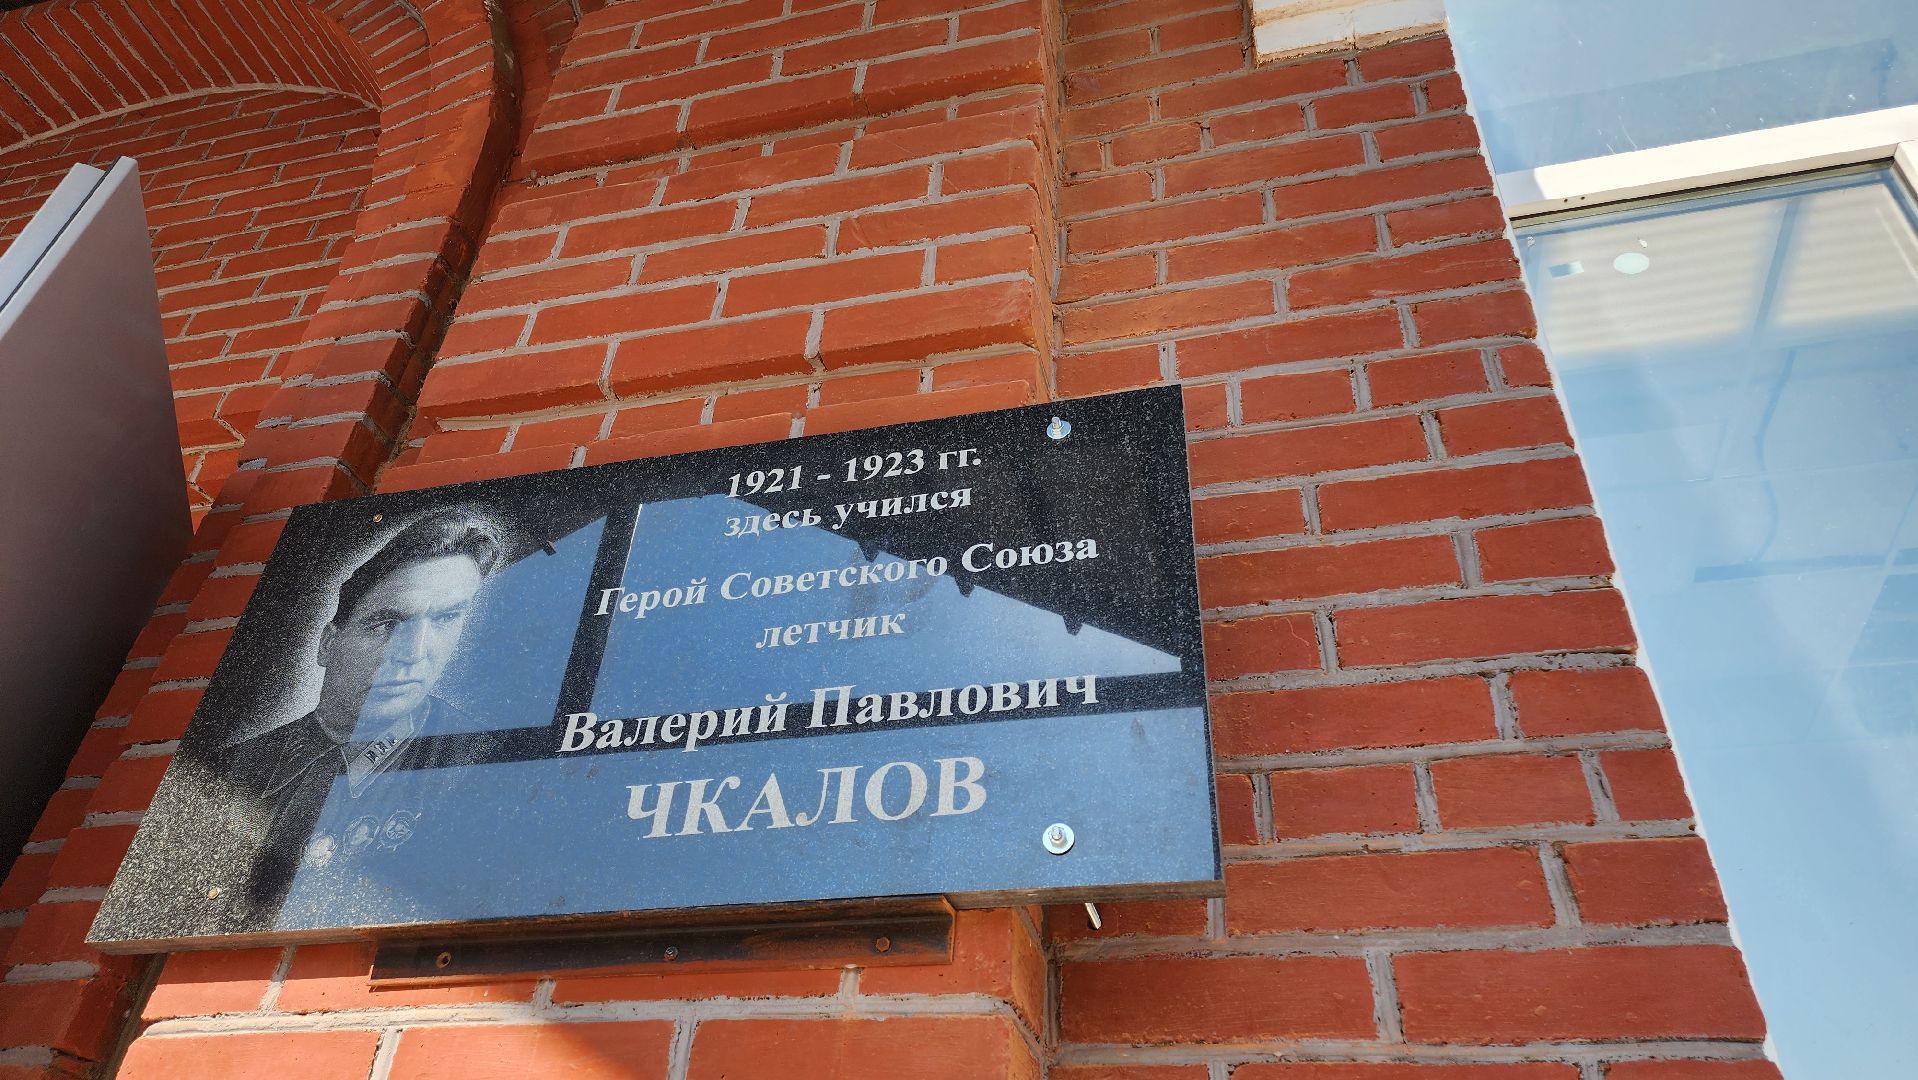 1921 - 1923 гг.
здесь учился
Герой Советского Союза
летчик
Валерий Павлович
ЧКАЛОВ